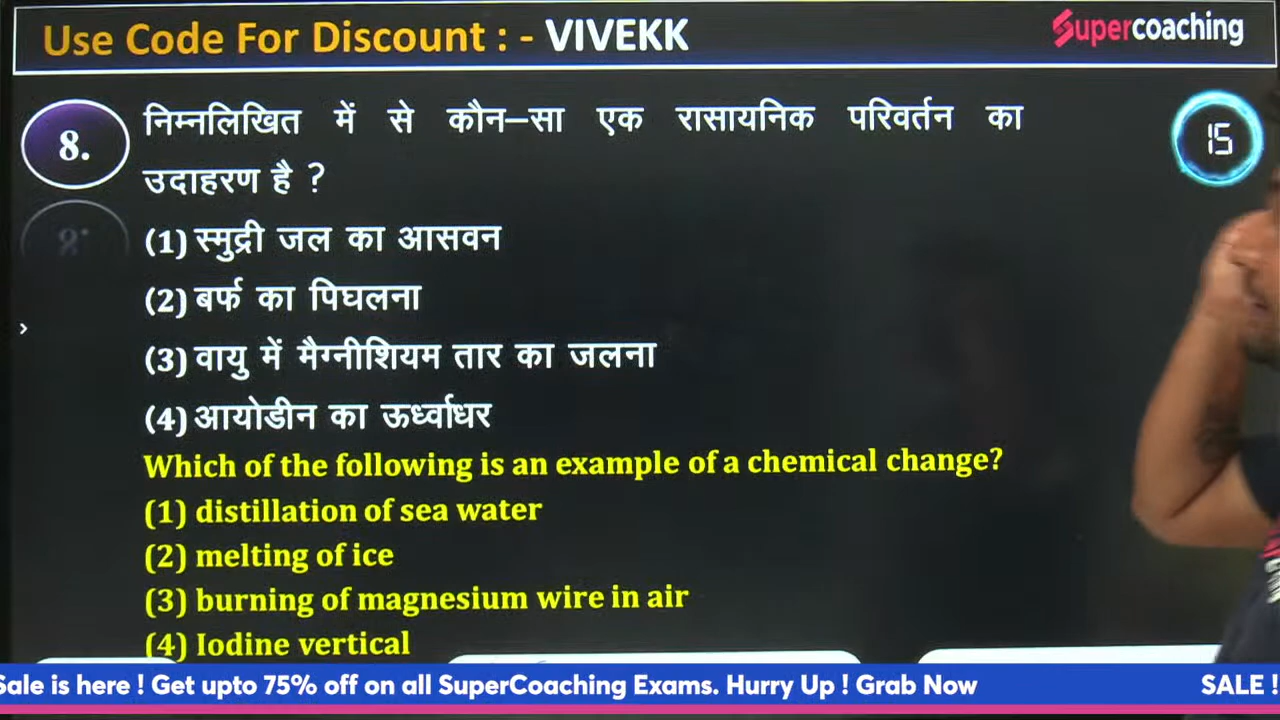 Use Code For Discount : - VIVEKK
Supercoaching
8.
निम्नलिखित में से कौन–सा एक रासायनिक परिवर्तन का
उदाहरण है ?
15
(1) स्मुद्री जल का आसवन
(2) बर्फ का पिघलना
(3) वायु में मैग्नीशियम तार का जलना
(4) आयोडीन का ऊर्ध्वाधर
Which of the following is an example of a chemical change?
(1) distillation of sea water
(2) melting of ice
(3) burning of magnesium wire in air
(4) Iodine vertical
Sale is here ! Get upto 75% off on all SuperCoaching Exams. Hurry Up ! Grab Now SALE !